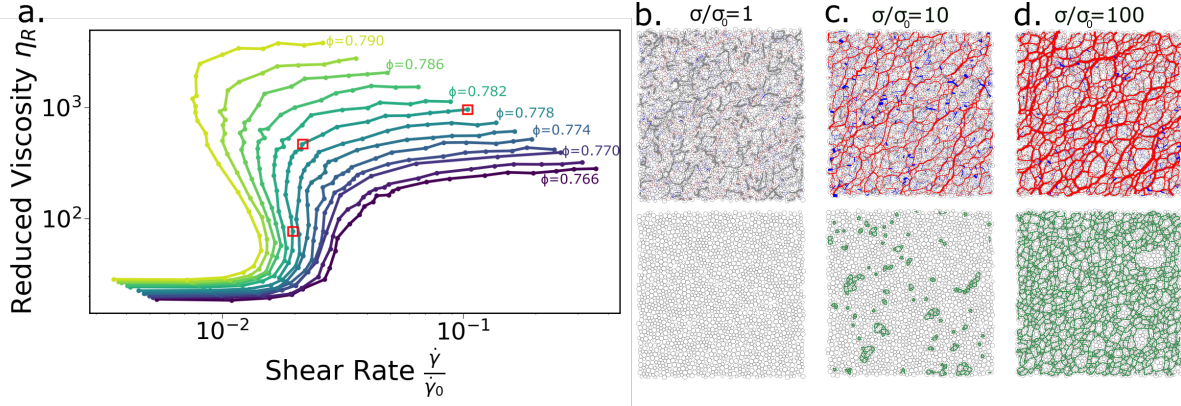 a.
Reduced Viscosity η_R
10³
10²
ϕ=0.790
ϕ=0.786
ϕ=0.782
ϕ=0.778
ϕ=0.774
ϕ=0.770
ϕ=0.766
10⁻²
10⁻¹
Shear Rate γ̇/γ̇₀
b.
σ/σ₀=1
c.
σ/σ₀=10
d.
σ/σ₀=100